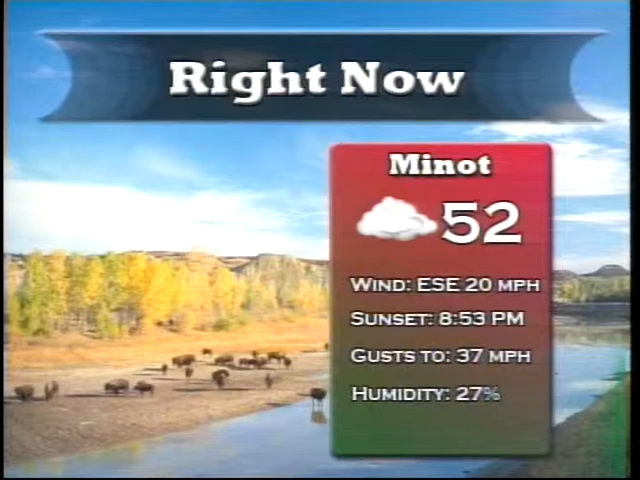 Right Now
Minot
52
Wind: ESE 20 mph
Sunset: 8:53 PM
Gusts to: 37 mph
Humidity: 27%